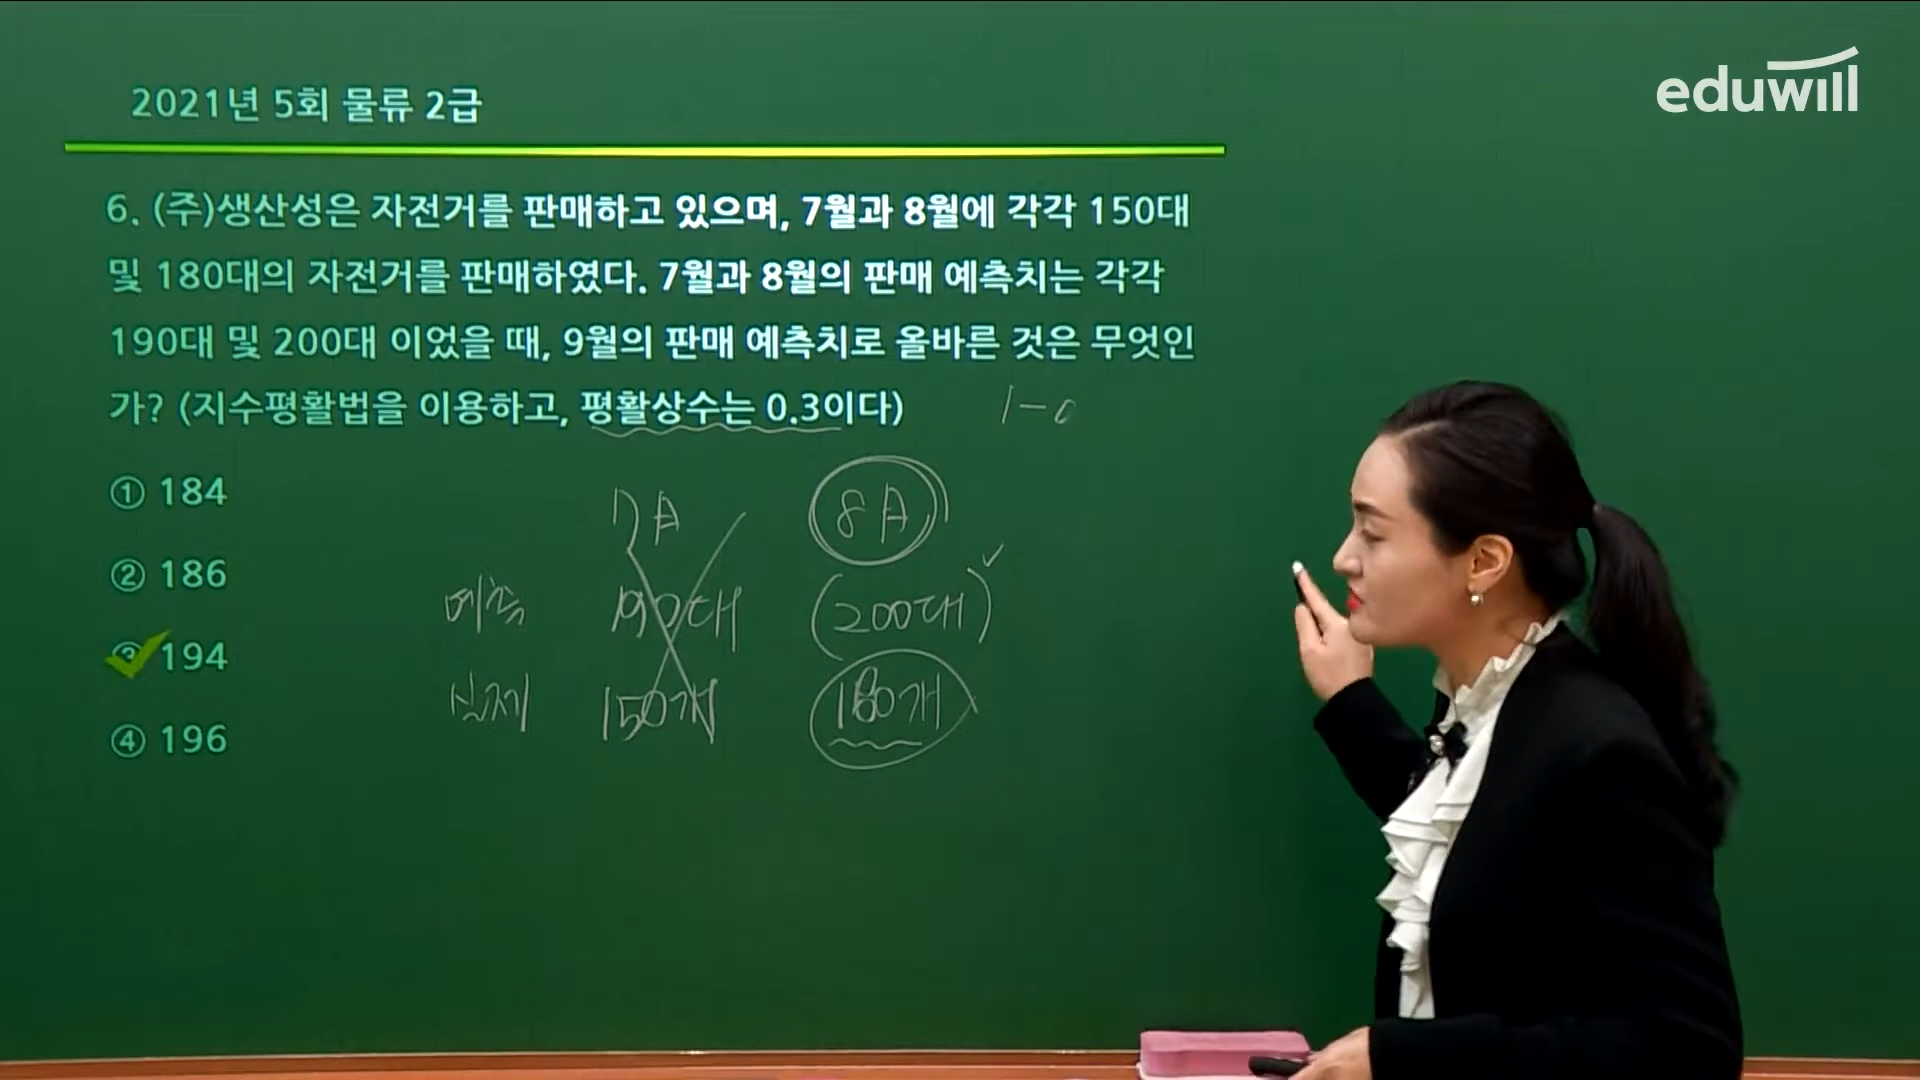 eduwill
2021년 5회 물류 2급
6. (주)생산성은 자전거를 판매하고 있으며, 7월과 8월에 각각 150대
및 180대의 자전거를 판매하였다. 7월과 8월의 판매 예측치는 각각
190대 및 200대 이었을 때, 9월의 판매 예측치로 올바른 것은 무엇인
가? (지수평활법을 이용하고, 평활상수는 0.3이다)
1-0
① 184
② 186
③ 194
④ 196
7月 8月
예측 190대 (200대)
실제 150개 180개